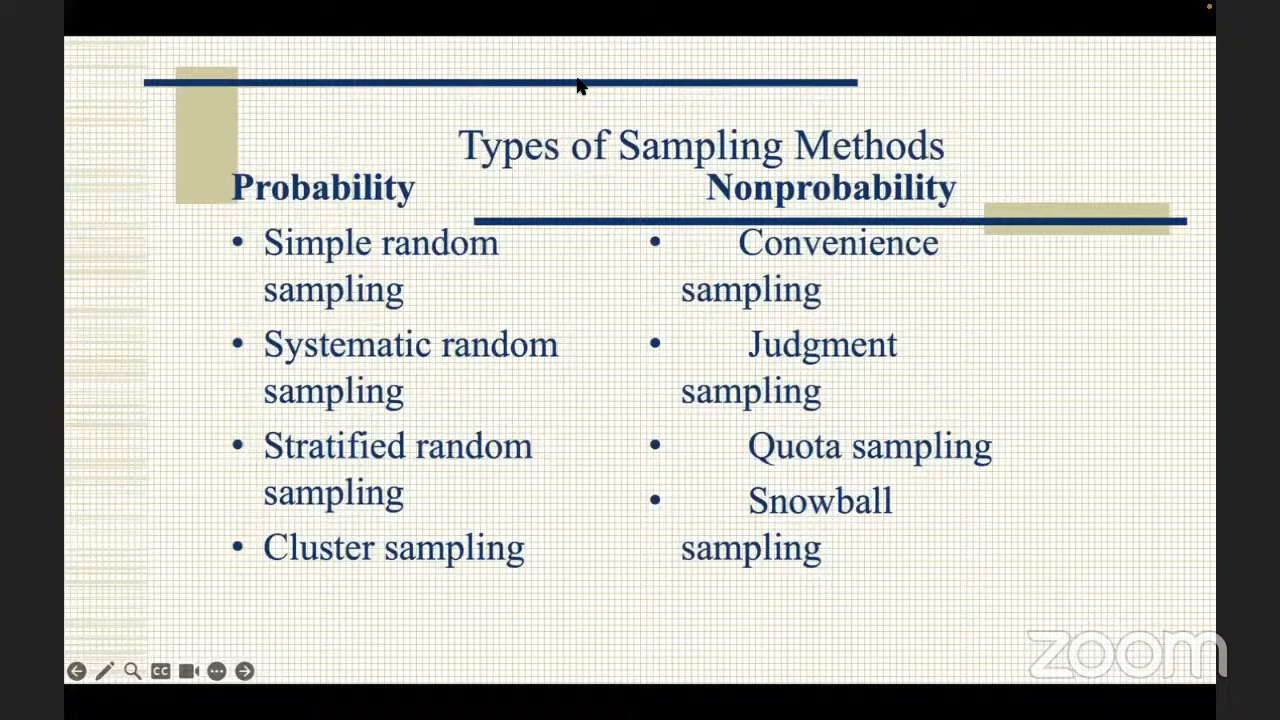 Types of Sampling Methods
Probability
• Simple random
sampling
• Systematic random
sampling
• Stratified random
sampling
• Cluster sampling
Nonprobability
• Convenience
sampling
• Judgment
sampling
• Quota sampling
• Snowball
sampling
CC
zoom